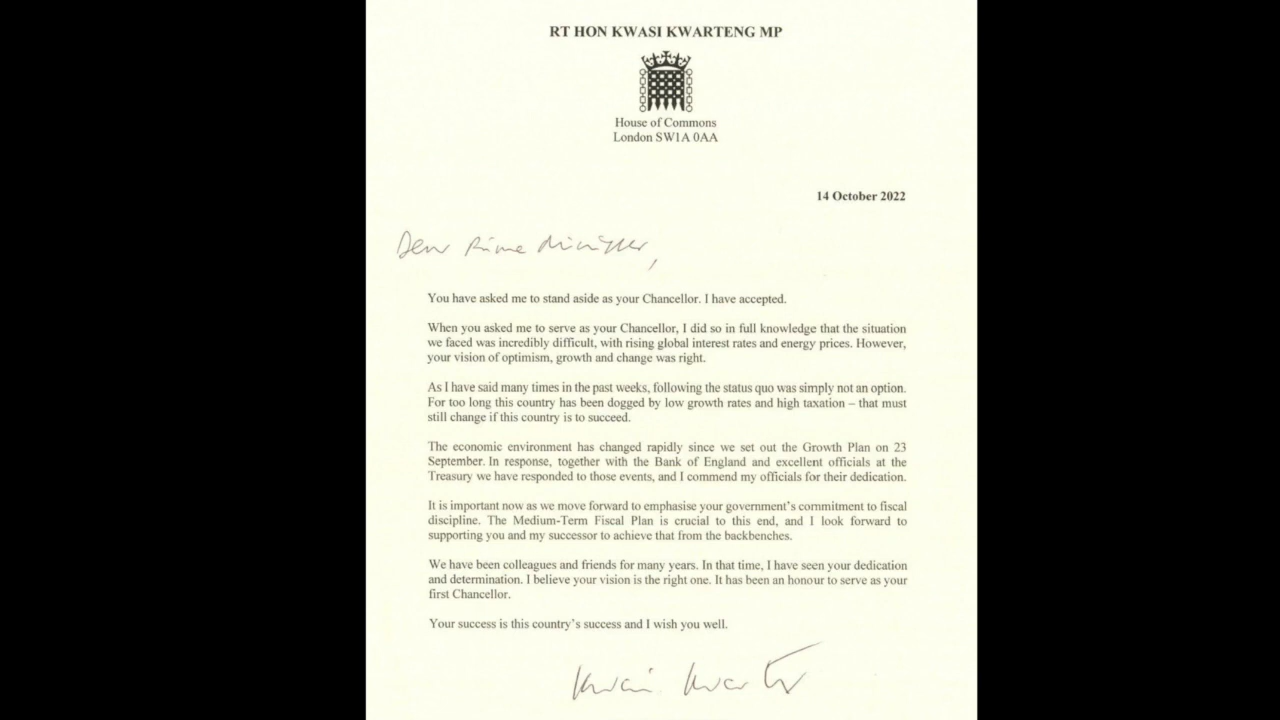 RT HON KWASI KWARTENG MP
House of Commons
London SW1A 0AA
14 October 2022
Dear Prime Minister,
You have asked me to stand aside as your Chancellor. I have accepted.
When you asked me to serve as your Chancellor, I did so in full knowledge that the situation
we faced was incredibly difficult, with rising global interest rates and energy prices. However,
your vision of optimism, growth and change was right.
As I have said many times in the past weeks, following the status quo was simply not an option.
For too long this country has been dogged by low growth rates and high taxation – that must
still change if this country is to succeed.
The economic environment has changed rapidly since we set out the Growth Plan on 23
September. In response, together with the Bank of England and excellent officials at the
Treasury we have responded to those events, and I commend my officials for their dedication.
It is important now as we move forward to emphasise your government's commitment to fiscal
discipline. The Medium-Term Fiscal Plan is crucial to this end, and I look forward to
supporting you and my successor to achieve that from the backbenches.
We have been colleagues and friends for many years. In that time, I have seen your dedication
and determination. I believe your vision is the right one. It has been an honour to serve as your
first Chancellor.
Your success is this country's success and I wish you well.
Kwasi Kwarteng